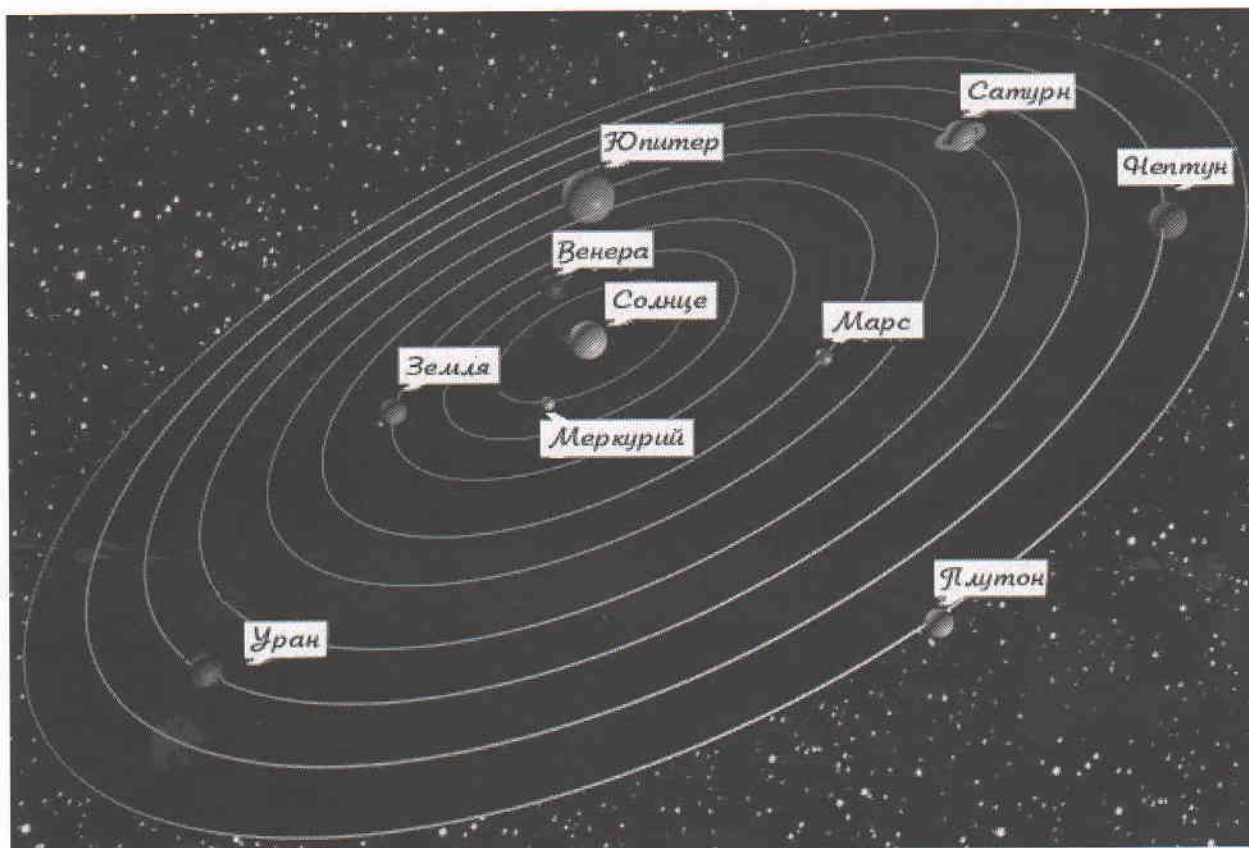 Сатурн
Юпитер
Нептун
Венера
Солнце
Марс
Земля
Меркурий
Плутон
Уран